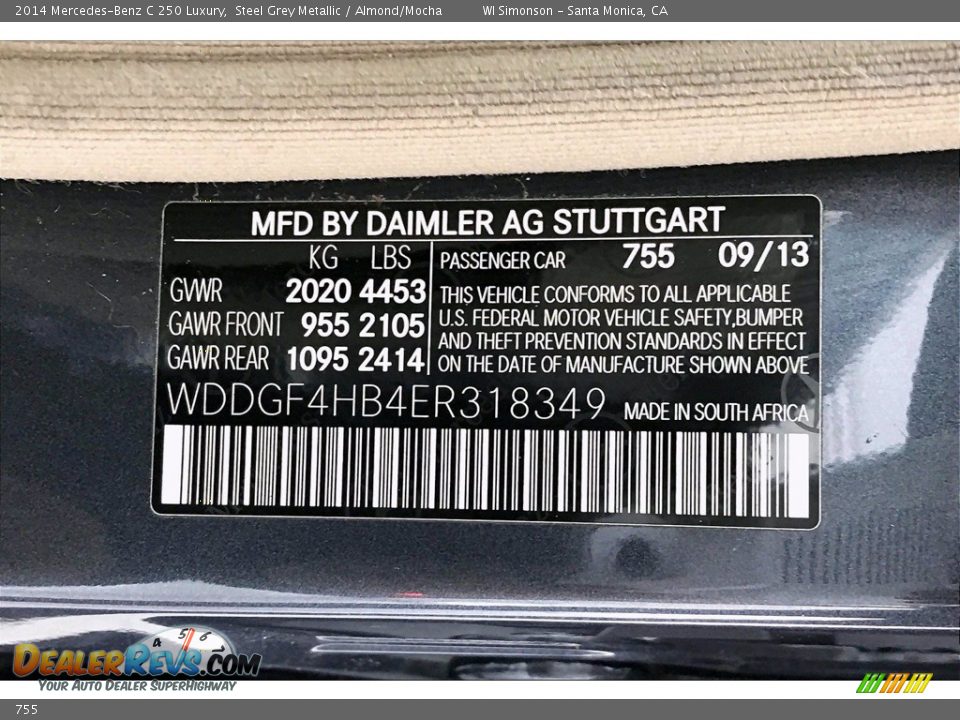 2014 Mercedes-Benz C 250 Luxury, Steel Grey Metallic / Almond/Mocha WI Simonson - Santa Monica, CA
MFD BY DAIMLER AG STUTTGART
KG LBS PASSENGER CAR 755 09/13
GVWR 2020 4453
GAWR FRONT 955 2105
GAWR REAR 1095 2414
THIS VEHICLE CONFORMS TO ALL APPLICABLE
U.S. FEDERAL MOTOR VEHICLE SAFETY,BUMPER
AND THEFT PREVENTION STANDARDS IN EFFECT
ON THE DATE OF MANUFACTURE SHOWN ABOVE
WDDGF4HB4ER318349 MADE IN SOUTH AFRICA
4 5 6
DealerRevs.com
Your Auto Dealer SuperHighway
755